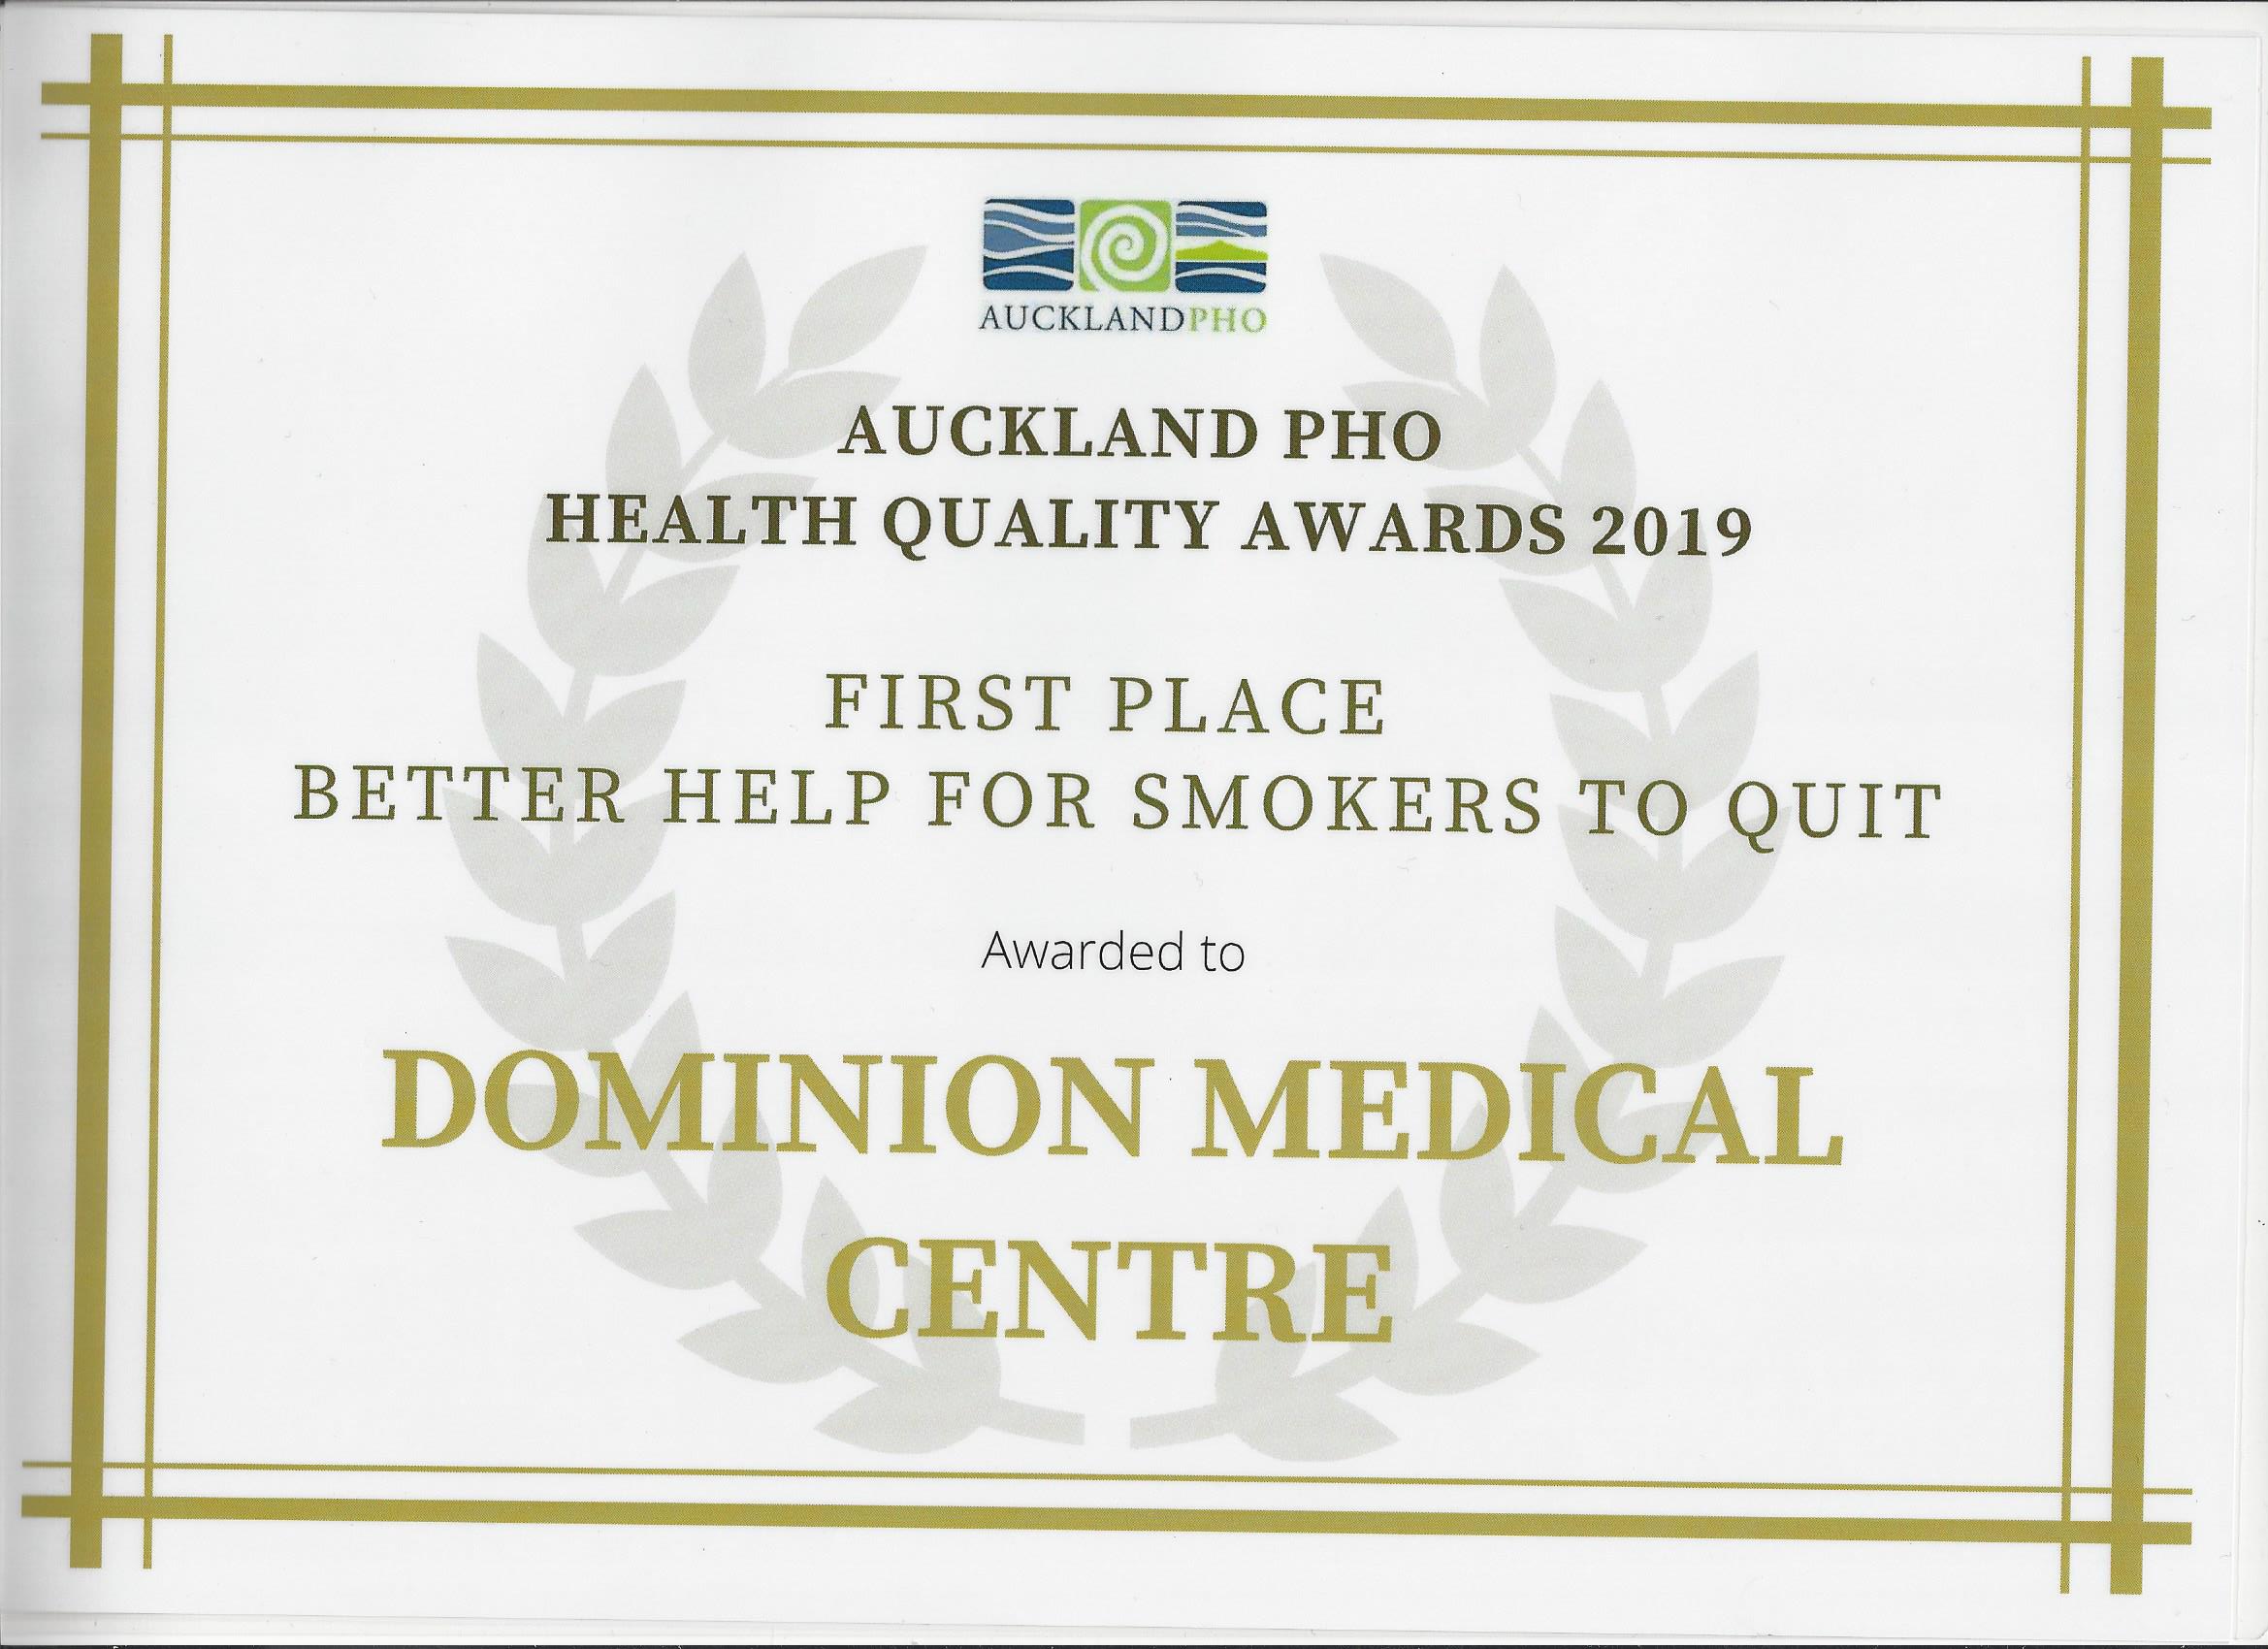 AUCKLANDPHO
AUCKLAND PHO
HEALTH QUALITY AWARDS 2019
FIRST PLACE
BETTER HELP FOR SMOKERS TO QUIT
Awarded to
DOMINION MEDICAL
CENTRE